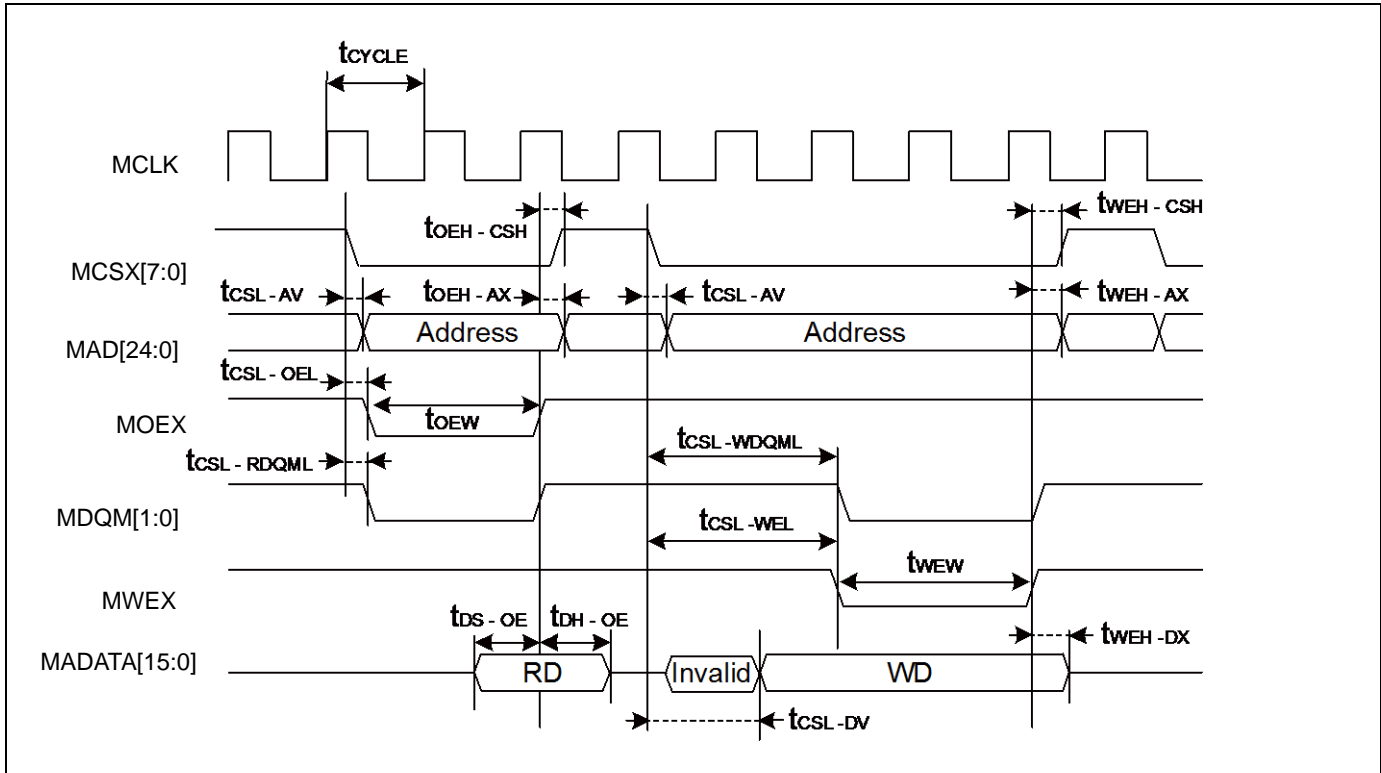 tCYCLE
MCLK
tOEH - CSH
tWEH - CSH
MCSX[7:0]
tCSL - AV
tOEH - AX
tCSL - AV
tWEH - AX
MAD[24:0]
Address
Address
tCSL - OEL
MOEX
tOEW
tCSL -WDQML
tCSL - RDQML
MDQM[1:0]
tCSL -WEL
tWEW
MWEX
tDS - OE
tDH - OE
tWEH -DX
MADATA[15:0]
RD
Invalid
WD
tCSL -DV